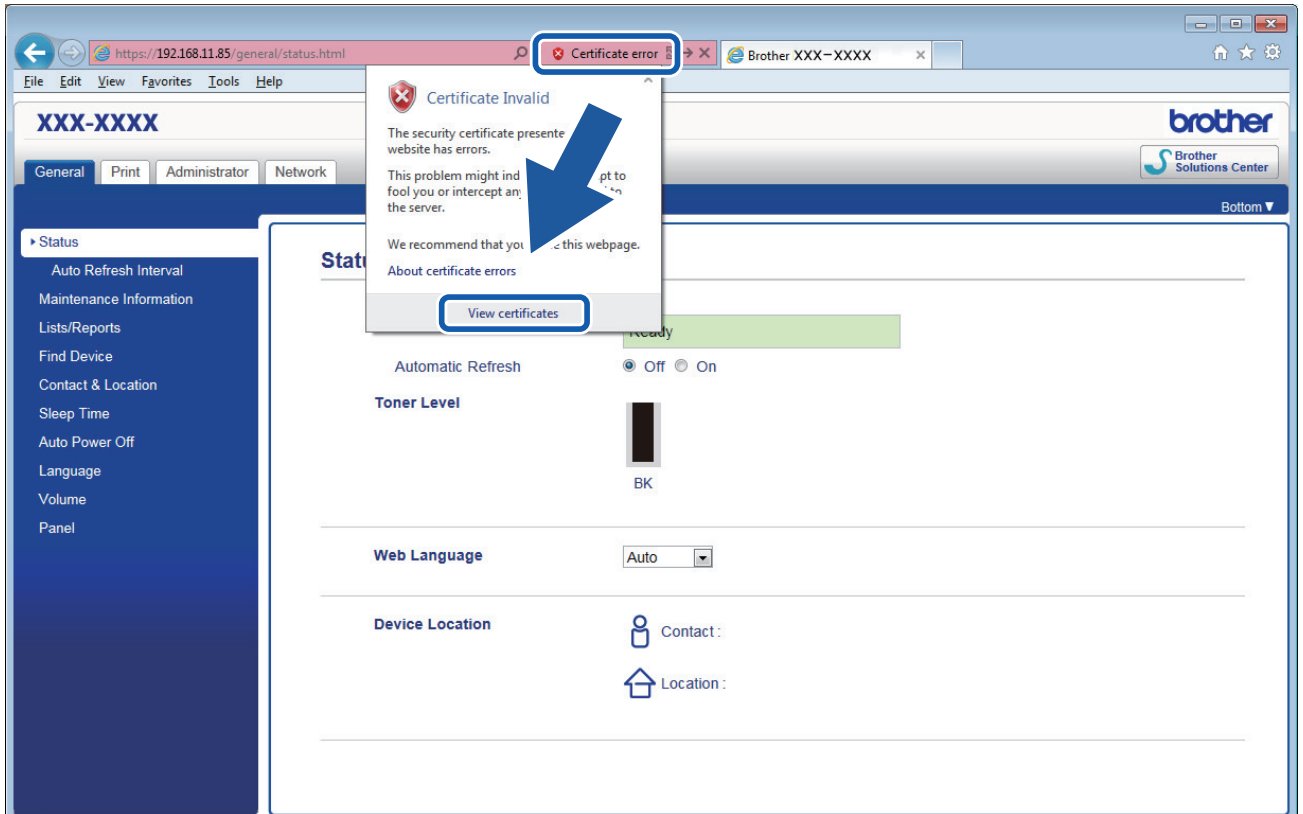 https://192.168.11.85/general/status.html
Certificate error
Brother XXX-XXXX
File Edit View Favorites Tools Help
Certificate Invalid
The security certificate presente
website has errors.
This problem might ind pt to
fool you or intercept any to
the server.
We recommend that you this webpage.
About certificate errors
View certificates
XXX-XXXX
brother
General Print Administrator Network
Brother
Solutions Center
Bottom▼
Status
Auto Refresh Interval
Maintenance Information
Lists/Reports
Find Device
Contact & Location
Sleep Time
Auto Power Off
Language
Volume
Panel
Stat
Ready
Automatic Refresh Off On
Toner Level
BK
Web Language Auto
Device Location Contact :
Location :